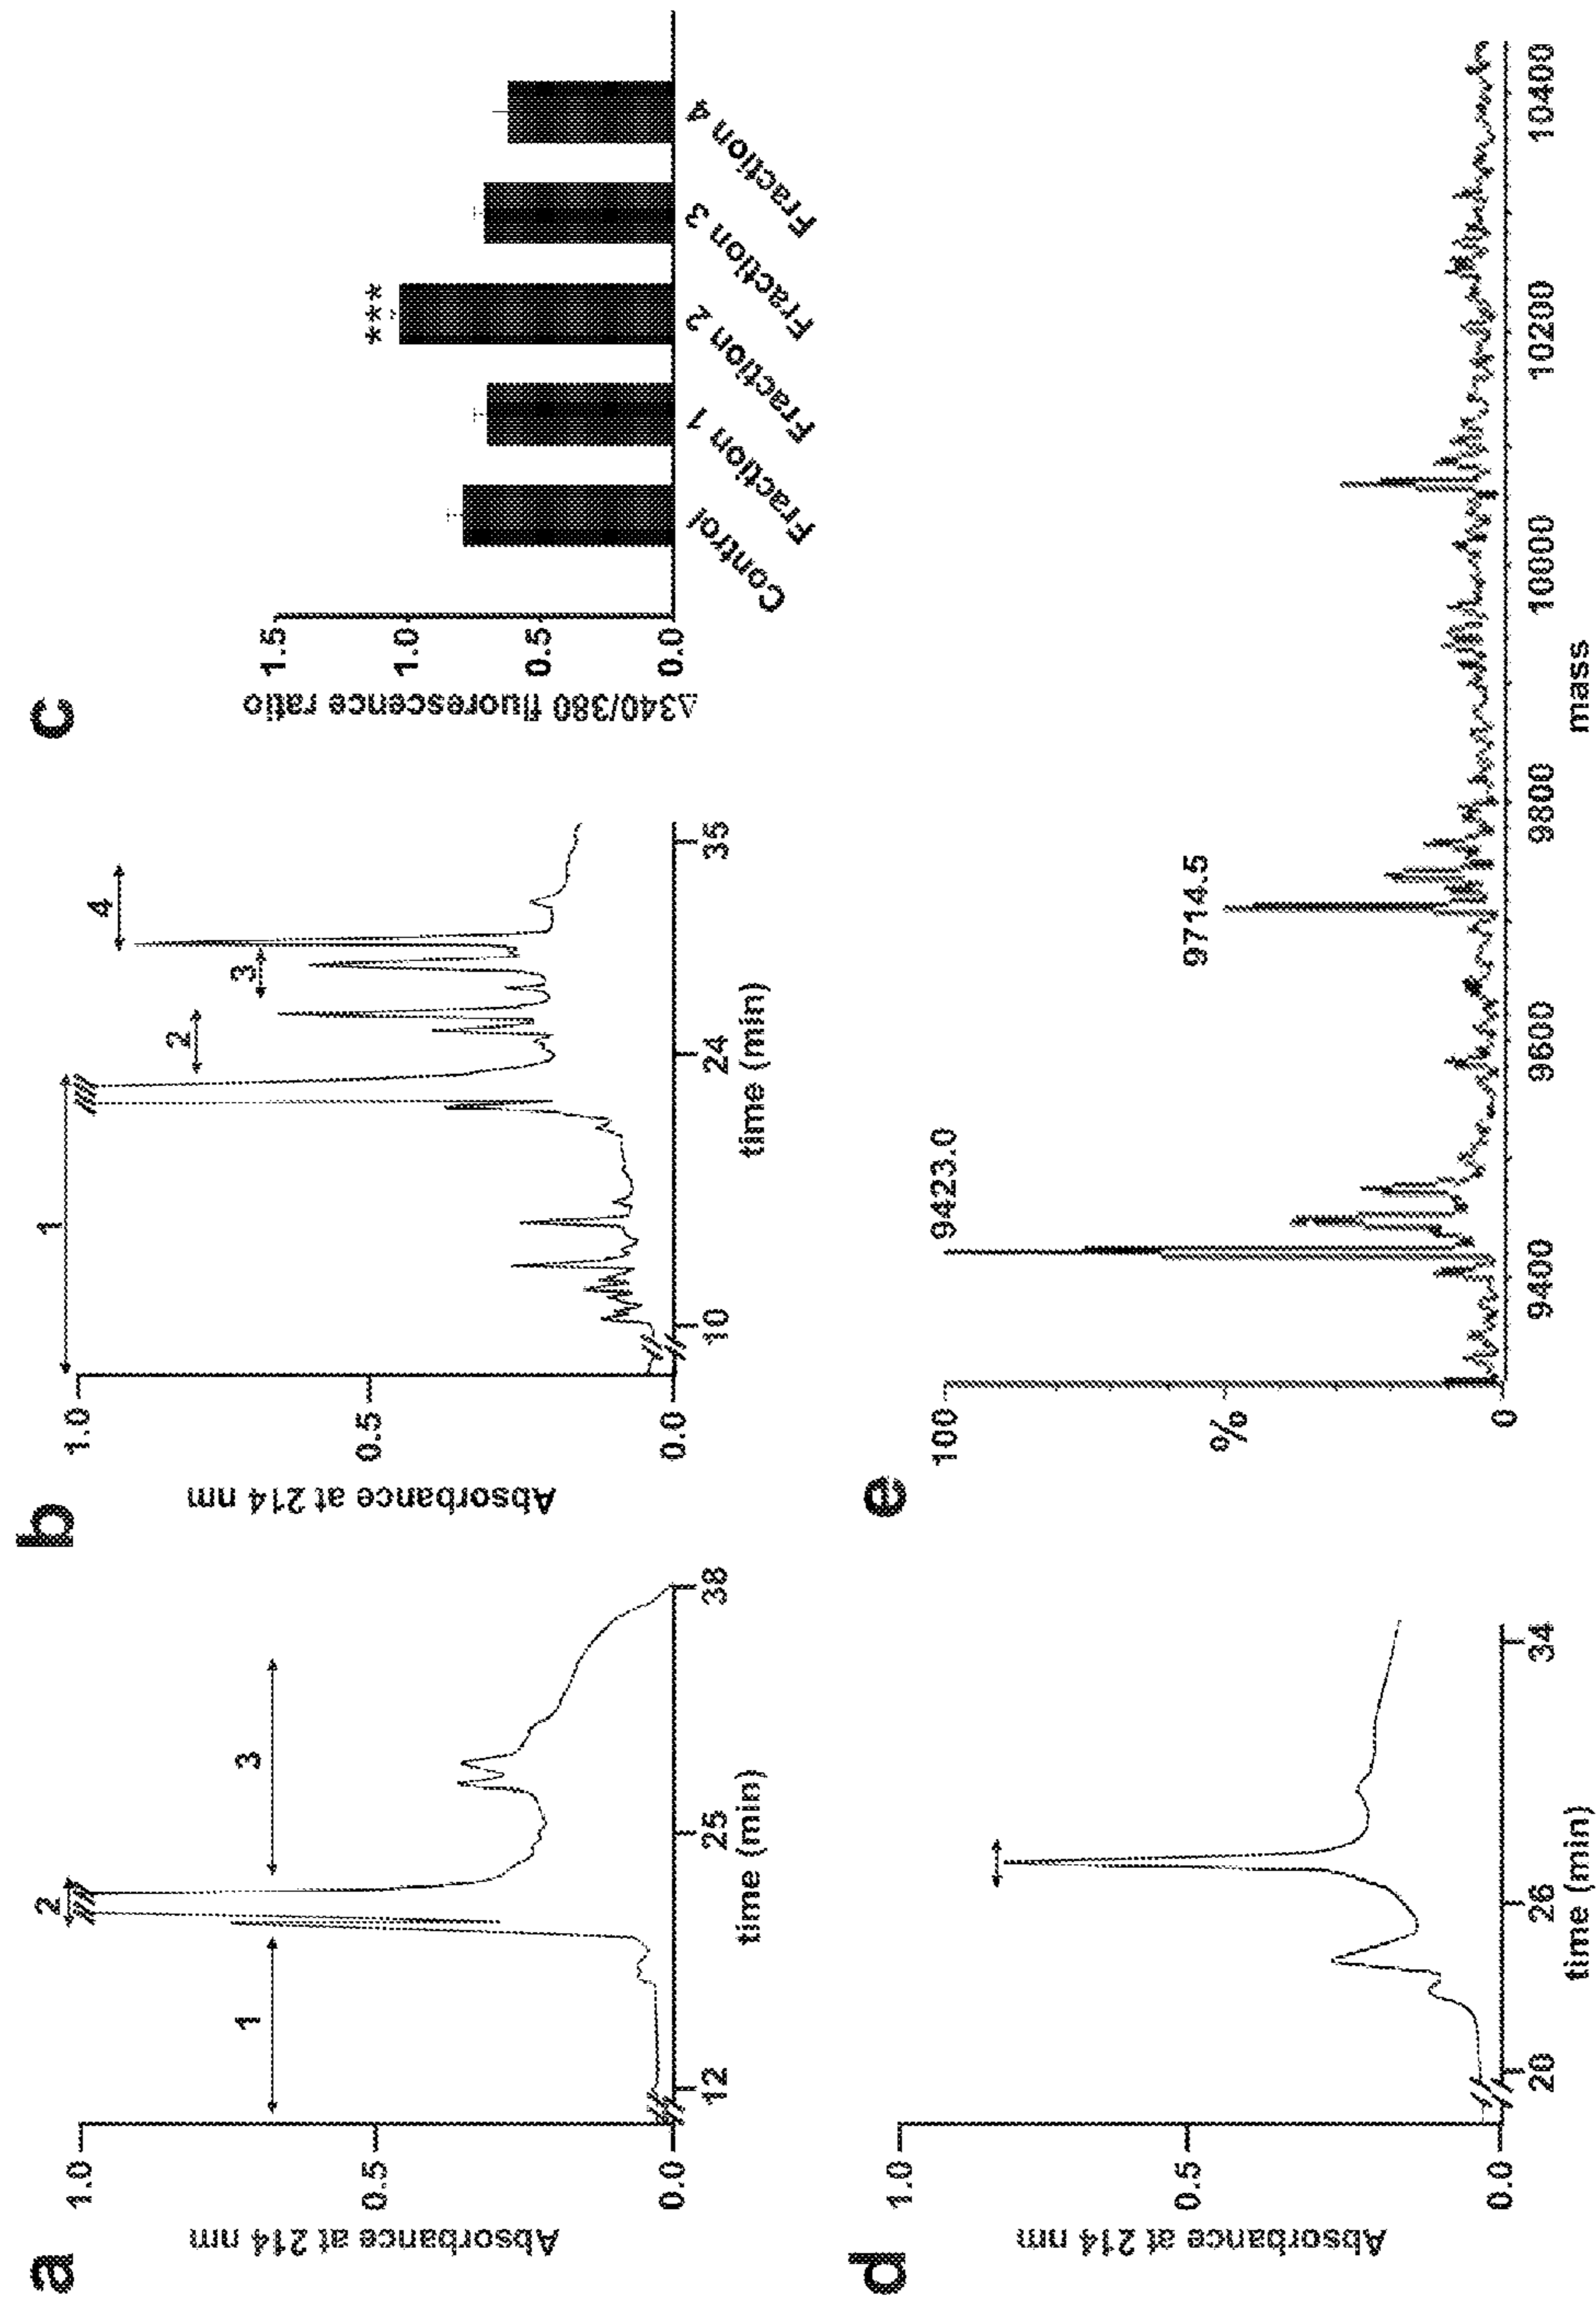 a
Absorbance at 214 nm
1.0
0.5
0.0
1
2
3
12
25
38
time (min)
b
Absorbance at 214 nm
1.0
0.5
0.0
1
2
3
4
10
24
35
time (min)
c
Δ340/380 fluorescence ratio
1.5
1.0
0.5
0.0
***
Control
Fraction 1
Fraction 2
Fraction 3
Fraction 4
d
Absorbance at 214 nm
1.0
0.5
0.0
20
26
34
time (min)
e
100
%
0
9423.0
9714.5
9400
9600
9800
10000
10200
10400
mass